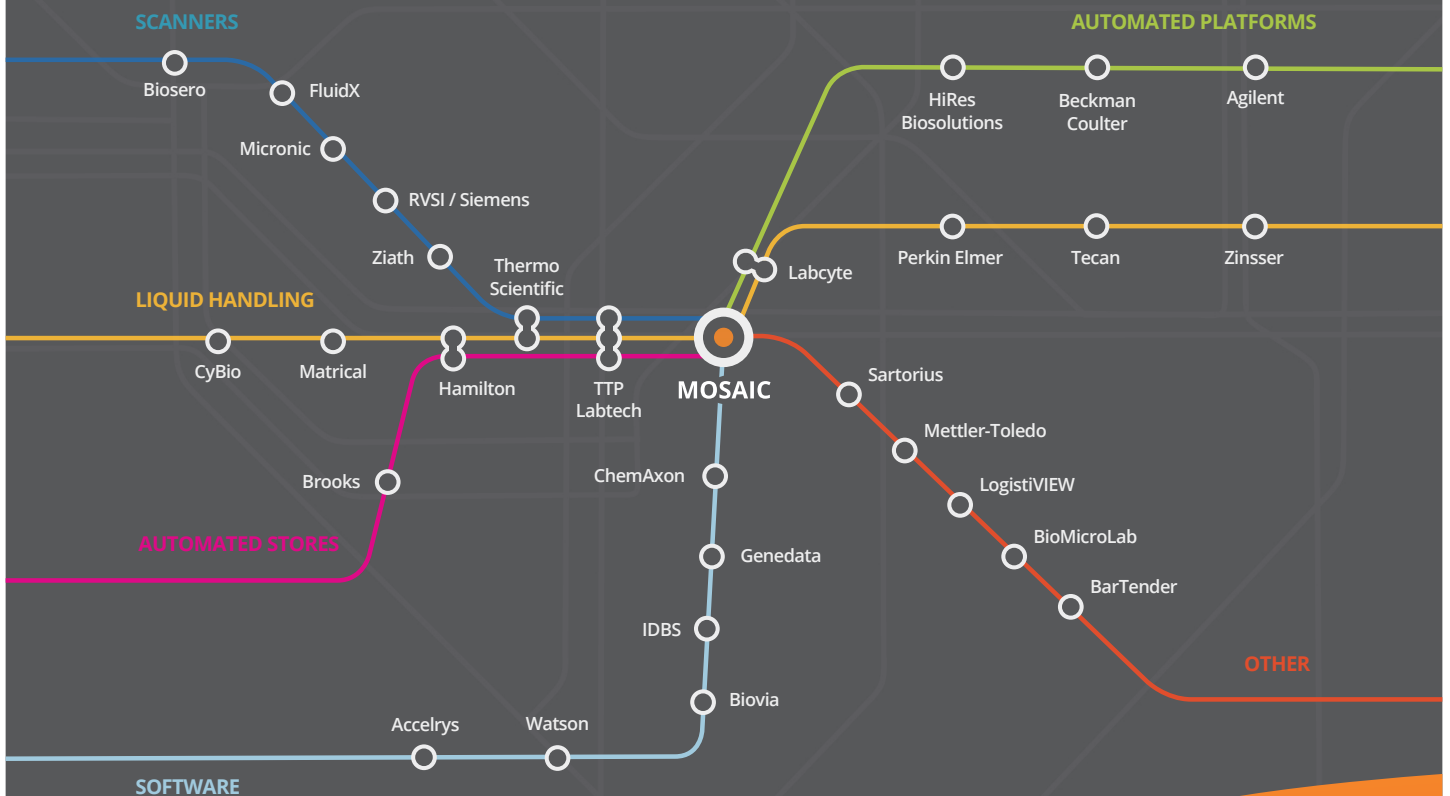 SCANNERS
AUTOMATED PLATFORMS
Biosero
FluidX
HiRes
Biosolutions
Beckman
Coulter
Agilent
Micronic
RVSI / Siemens
Ziath
Thermo
Scientific
Labcyte
Perkin Elmer
Tecan
Zinsser
LIQUID HANDLING
CyBio
Matrical
Hamilton
TTP
Labtech
MOSAIC
Sartorius
Mettler-Toledo
Brooks
ChemAxon
LogistiVIEW
AUTOMATED STORES
Genedata
BioMicroLab
BarTender
IDBS
OTHER
Biovia
Accelrys
Watson
SOFTWARE